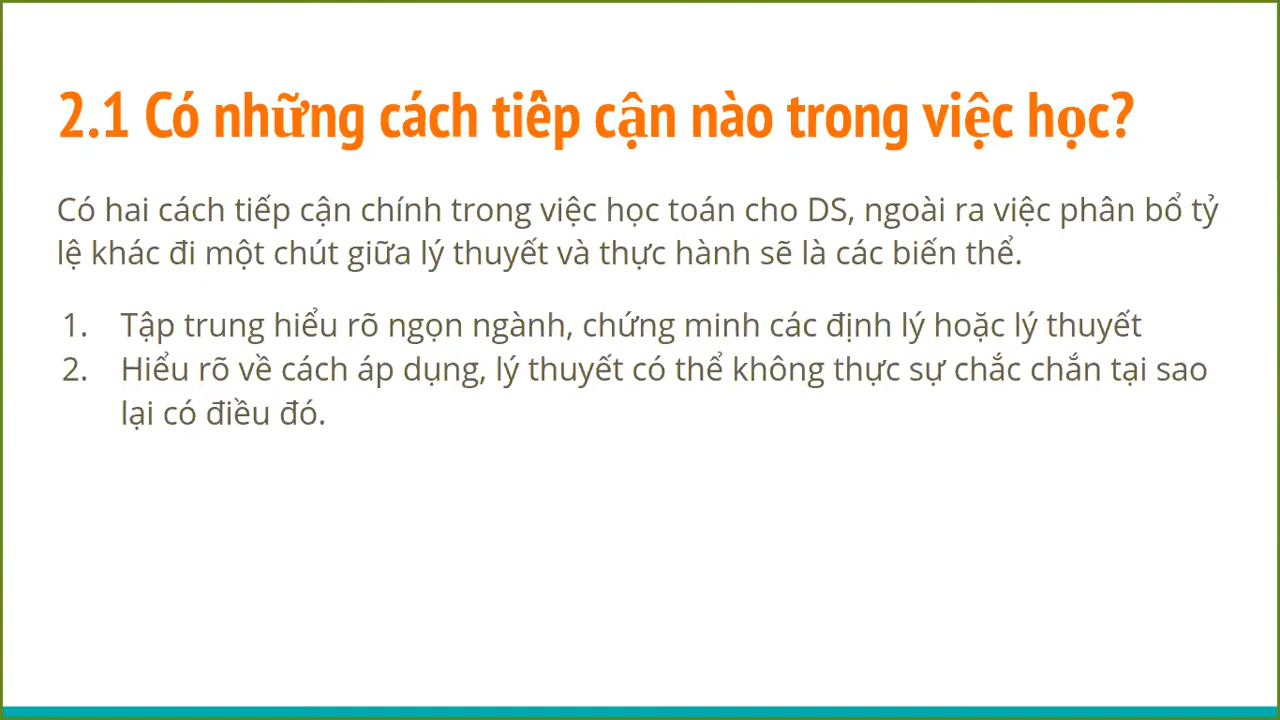 2.1 Có những cách tiếp cận nào trong việc học?
Có hai cách tiếp cận chính trong việc học toán cho DS, ngoài ra việc phân bổ tỷ
lệ khác đi một chút giữa lý thuyết và thực hành sẽ là các biến thể.
1. Tập trung hiểu rõ ngọn ngành, chứng minh các định lý hoặc lý thuyết
2. Hiểu rõ về cách áp dụng, lý thuyết có thể không thực sự chắc chắn tại sao
lại có điều đó.